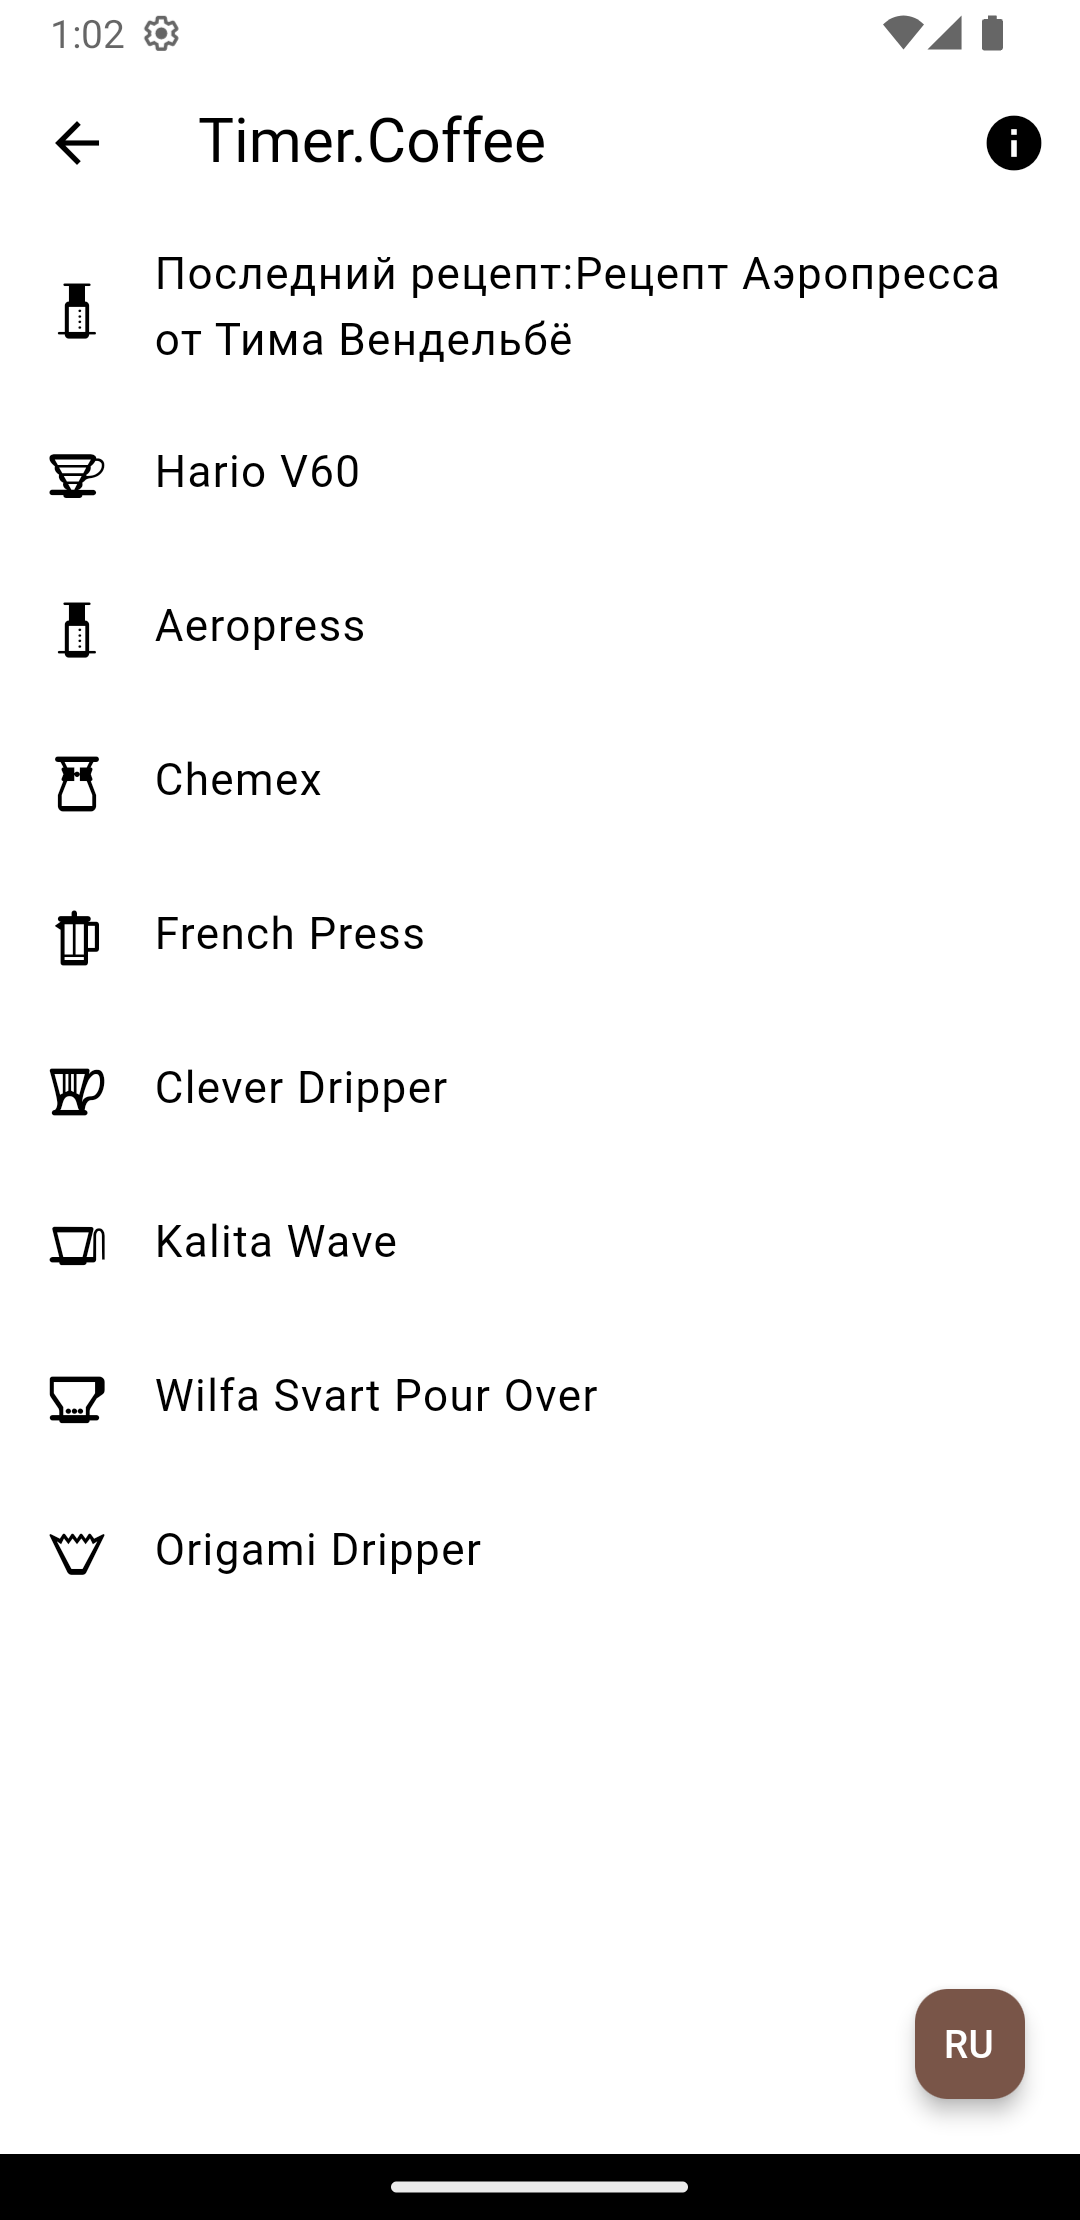 1:02
Timer.Coffee
Последний рецепт:Рецепт Аэропресса
от Тима Вендельбё
Hario V60
Aeropress
Chemex
French Press
Clever Dripper
Kalita Wave
Wilfa Svart Pour Over
Origami Dripper
RU